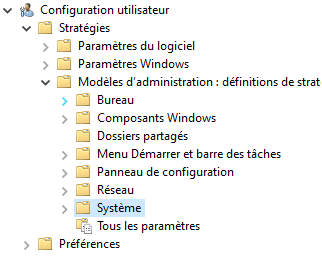 Configuration utilisateur
Stratégies
Paramètres du logiciel
Paramètres Windows
Modèles d'administration : définitions de strat
Bureau
Composants Windows
Dossiers partagés
Menu Démarrer et barre des tâches
Panneau de configuration
Réseau
Système
Tous les paramètres
Préférences